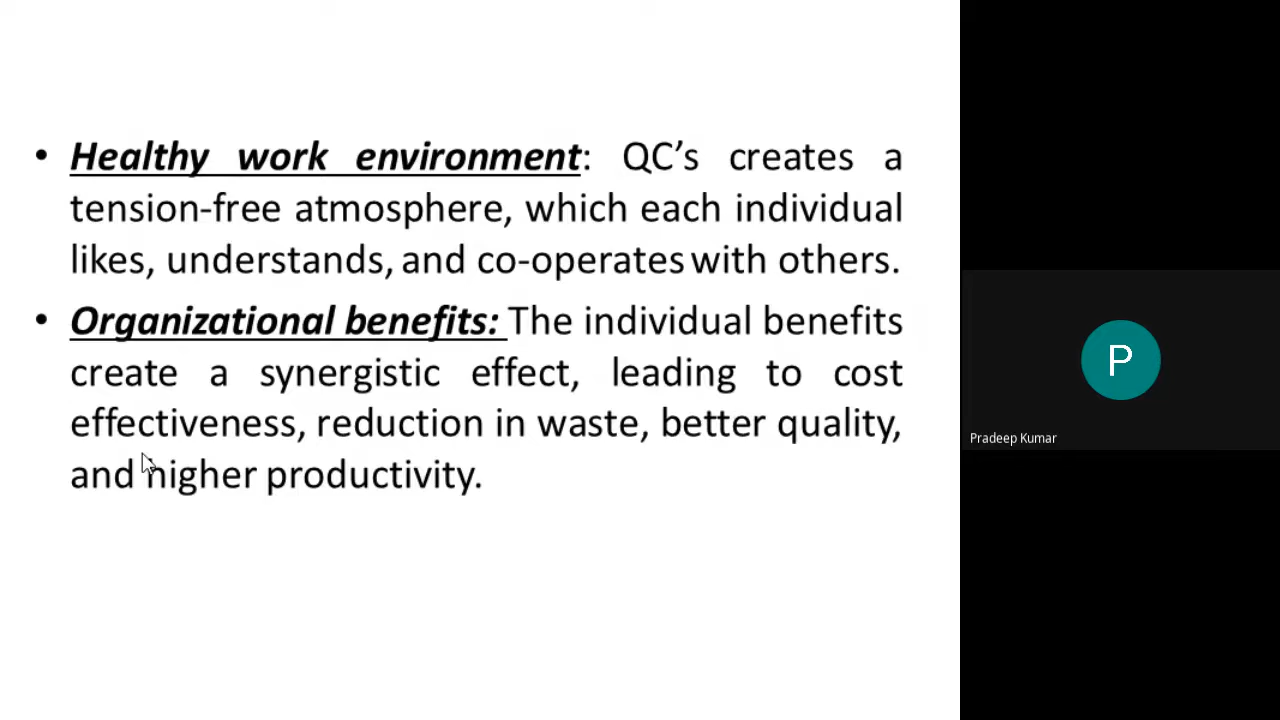 • Healthy work environment: QC’s creates a
tension-free atmosphere, which each individual
likes, understands, and co-operates with others.
• Organizational benefits: The individual benefits
create a synergistic effect, leading to cost
effectiveness, reduction in waste, better quality,
and higher productivity.
P
Pradeep Kumar